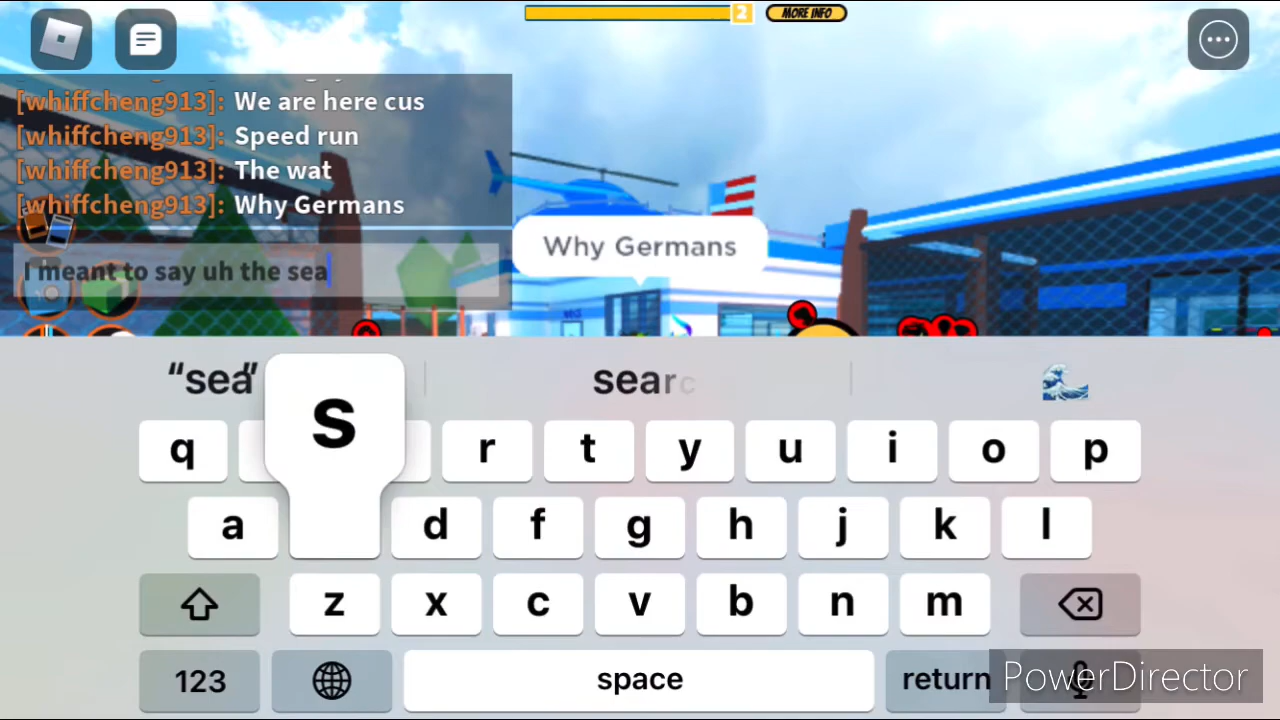 2
MORE INFO
[whiffcheng913]: We are here cus
[whiffcheng913]: Speed run
[whiffcheng913]: The wat
[whiffcheng913]: Why Germans
Why Germans
I meant to say uh the sea
“sea” searc 🌊
s
q r t y u i o p
a d f g h j k l
z x c v b n m
123 space return
PowerDirector